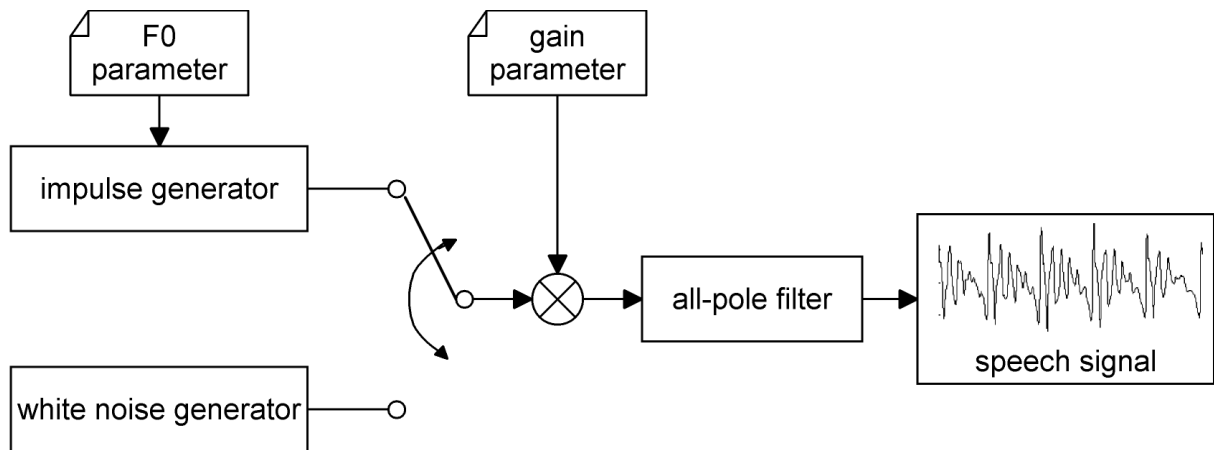 F0
parameter
gain
parameter
impulse generator
all-pole filter
speech signal
white noise generator